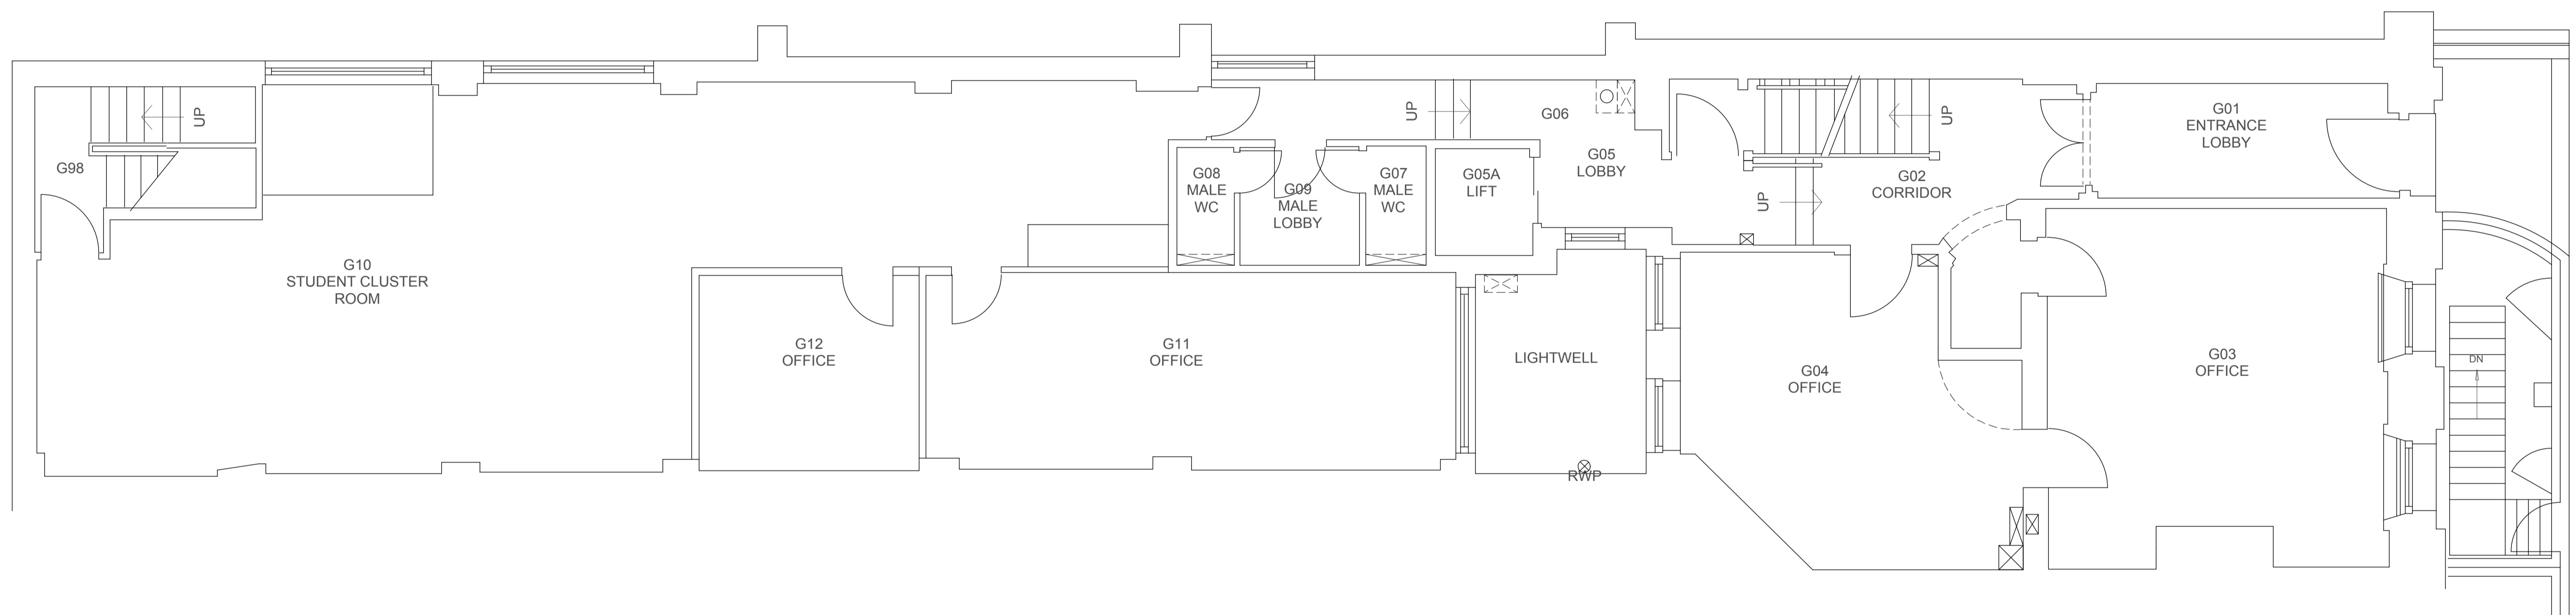 G01
ENTRANCE
LOBBY
UP
UP
UP
G06
G98
G05
LOBBY
G08
MALE
WC
G09
MALE
LOBBY
G07
MALE
WC
G05A
LIFT
UP
G02
CORRIDOR
G10
STUDENT CLUSTER
ROOM
G12
OFFICE
G11
OFFICE
LIGHTWELL
G04
OFFICE
G03
OFFICE
DN
RWP